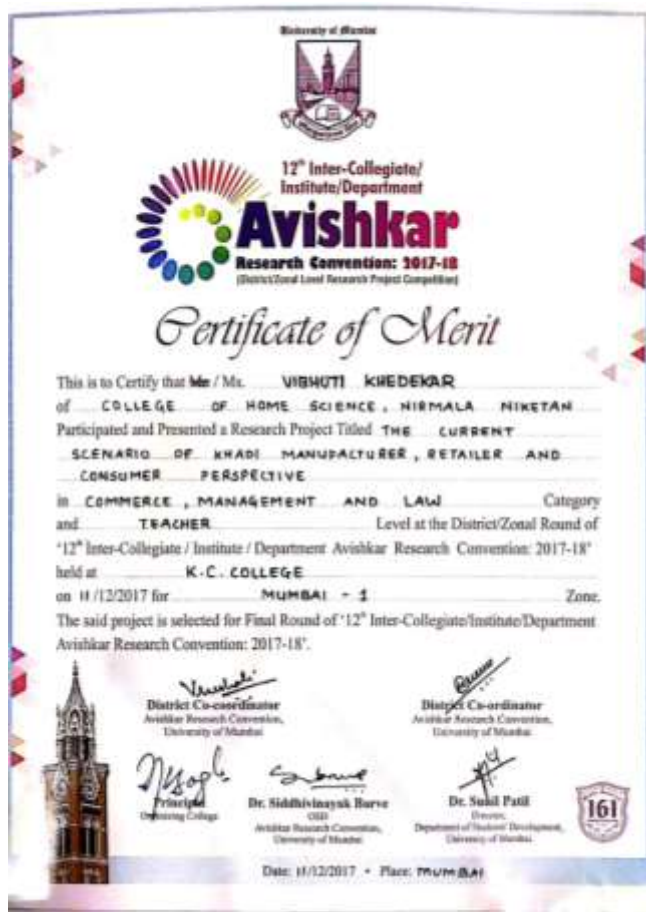 University of Mumbai
12th Inter-Collegiate/
Institute/Department
Avishkar
Research Convention: 2017-18
(District/Zonal Level Research Project Competition)
Certificate of Merit
This is to Certify that Mr / Ms. VIBHUTI KHEDEKAR
of COLLEGE OF HOME SCIENCE, NIRMALA NIKETAN
Participated and Presented a Research Project Titled THE CURRENT
SCENARIO OF KHADI MANUFACTURER, RETAILER AND
CONSUMER PERSPECTIVE
in COMMERCE, MANAGEMENT AND LAW Category
and TEACHER Level at the District/Zonal Round of
'12th Inter-Collegiate / Institute / Department Avishkar Research Convention: 2017-18'
held at K.C. COLLEGE
on 11/12/2017 for MUMBAI - 1 Zone.
The said project is selected for Final Round of '12th Inter-Collegiate/Institute/Department
Avishkar Research Convention: 2017-18'.
District Co-coordinator
Avishkar Research Convention,
University of Mumbai
District Co-ordinator
Avishkar Research Convention,
University of Mumbai
Principal
Organizing College
Dr. Siddhivinayak Barve
OSD
Avishkar Research Convention,
University of Mumbai
Dr. Sunil Patil
Director,
Department of Students' Development,
University of Mumbai
161
Date: 11/12/2017 • Place: MUMBAI